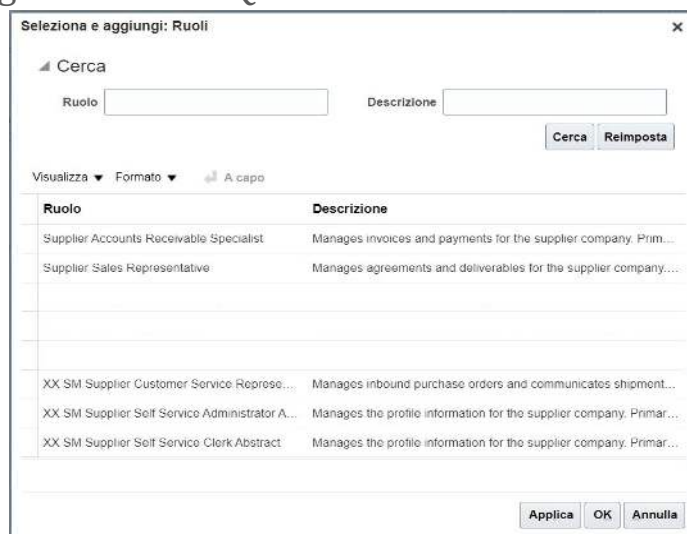 Seleziona e aggiungi: Ruoli
Cerca
Ruolo
Descrizione
Cerca Reimposta
Visualizza Formato A capo
Ruolo Descrizione
Supplier Accounts Receivable Specialist Manages invoices and payments for the supplier company. Prim...
Supplier Sales Representative Manages agreements and deliverables for the supplier company....
XX SM Supplier Customer Service Represe... Manages inbound purchase orders and communicates shipment...
XX SM Supplier Self Service Administrator A... Manages the profile information for the supplier company. Primar...
XX SM Supplier Self Service Clerk Abstract Manages the profile information for the supplier company. Primar...
Applica OK Annulla